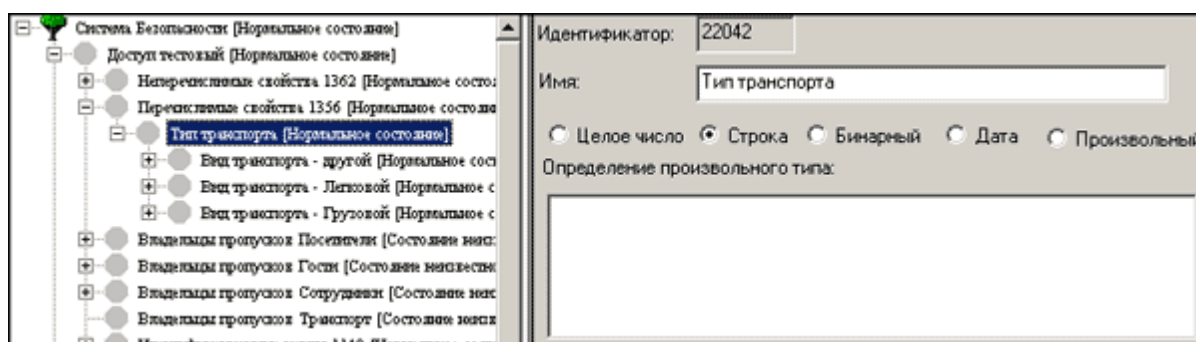 Система Безопасности [Нормальное состояние]
Доступ тестовый [Нормальное состояние]
Неперечислимые свойства 1362 [Нормальное состо
Перечислимые свойства 1356 [Нормальное состояни
Тип транспорта [Нормальное состояние]
Вид транспорта - другой [Нормальное сост
Вид транспорта - Легковой [Нормальное с
Вид транспорта - Грузовой [Нормальное с
Владельцы пропусков Посетители [Состояние неиз
Владельцы пропусков Гости [Состояние неизвестно
Владельцы пропусков Сотрудники [Состояние неиз
Владельцы пропусков Транспорт [Состояние неизв
Идентификатор: 22042
Имя: Тип транспорта
Целое число Строка Бинарный Дата Произвольный
Определение произвольного типа: